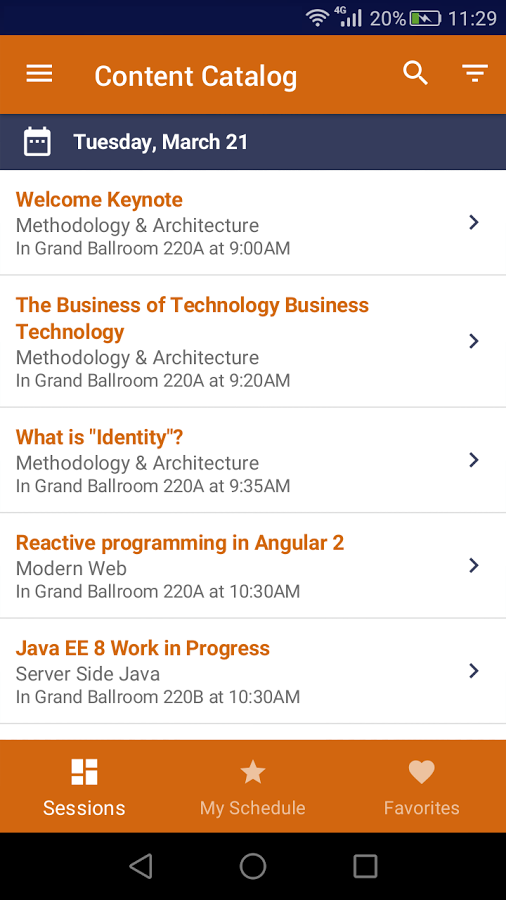 4G 20% 11:29
Content Catalog
Tuesday, March 21
Welcome Keynote
Methodology & Architecture
In Grand Ballroom 220A at 9:00AM
The Business of Technology Business
Technology
Methodology & Architecture
In Grand Ballroom 220A at 9:20AM
What is "Identity"?
Methodology & Architecture
In Grand Ballroom 220A at 9:35AM
Reactive programming in Angular 2
Modern Web
In Grand Ballroom 220A at 10:30AM
Java EE 8 Work in Progress
Server Side Java
In Grand Ballroom 220B at 10:30AM
Sessions My Schedule Favorites